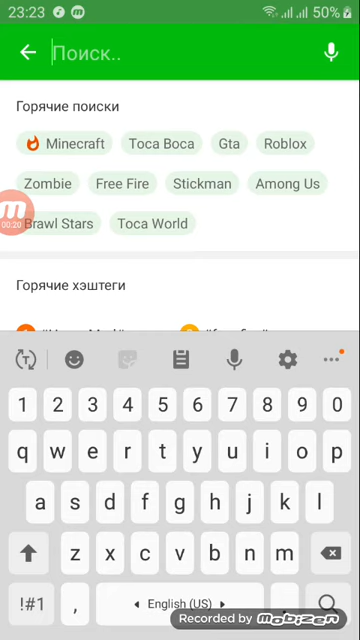 23:23 50%
Поиск..
Горячие поиски
Minecraft Toca Boca Gta Roblox
Zombie Free Fire Stickman Among Us
00:20
Brawl Stars Toca World
Горячие хэштеги
1 2 3 4 5 6 7 8 9 0
q w e r t y u i o p
a s d f g h j k l
z x c v b n m
!#1 , English (US)
Recorded by Mobizen